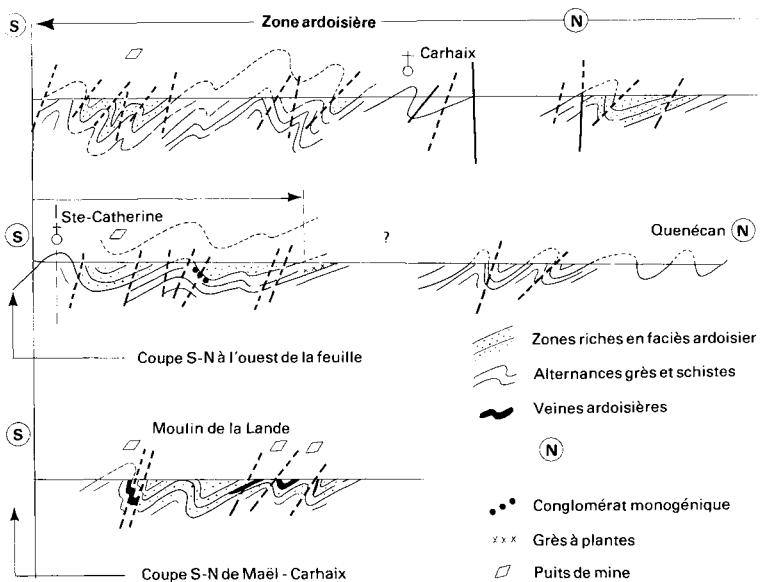 S
Zone ardoisière
N
Carhaix
S
Ste-Catherine
?
Quenécan
N
Coupe S-N à l'ouest de la feuille
Zones riches en faciès ardoisier
Alternances grès et schistes
Veines ardoisières
S
Moulin de la Lande
N
Conglomérat monogénique
xxx Grès à plantes
Coupe S-N de Maël - Carhaix
Puits de mine